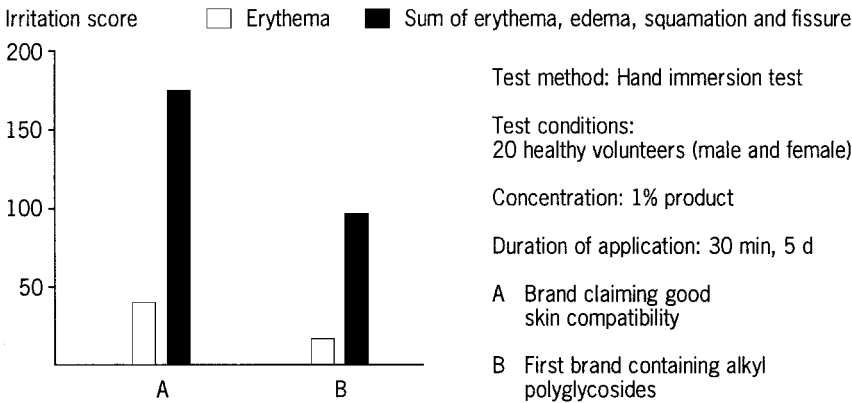 Irritation score
Erythema
Sum of erythema, edema, squamation and fissure
200
150
100
50
A
B
Test method: Hand immersion test
Test conditions:
20 healthy volunteers (male and female)
Concentration: 1% product
Duration of application: 30 min, 5 d
A Brand claiming good
skin compatibility
B First brand containing alkyl
polyglycosides